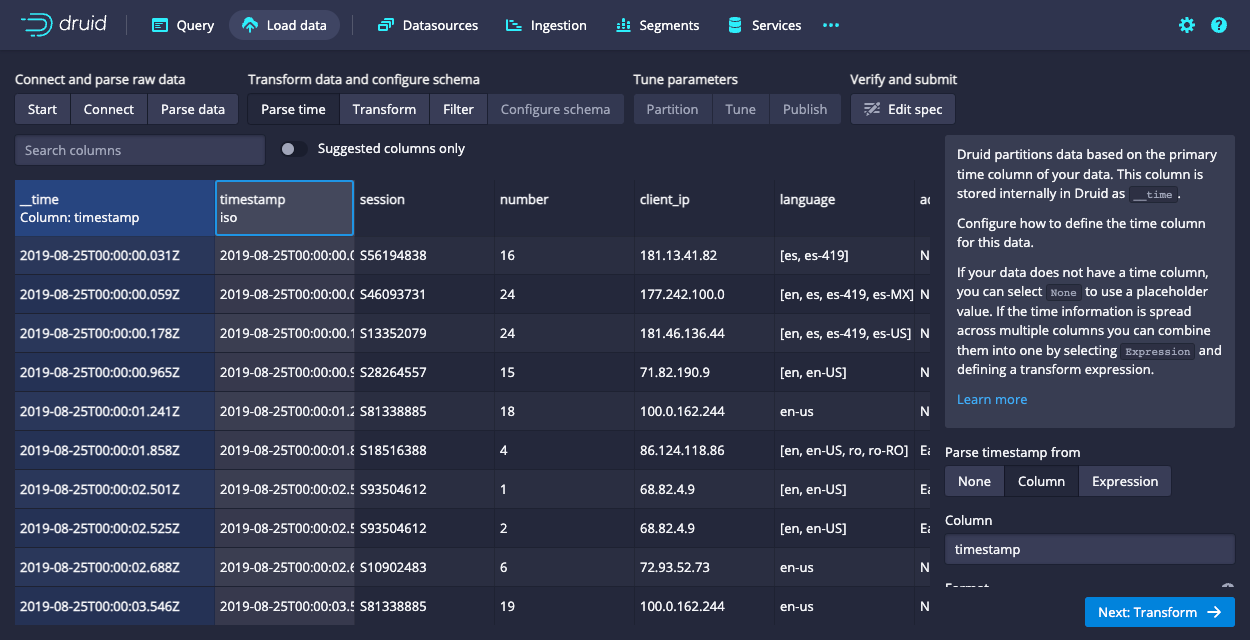 druid Query Load data Datasources Ingestion Segments Services
Connect and parse raw data Transform data and configure schema Tune parameters Verify and submit
Start Connect Parse data Parse time Transform Filter Configure schema Partition Tune Publish Edit spec
Search columns Suggested columns only
__time timestamp session number client_ip language
Column: timestamp iso
2019-08-25T00:00:00.031Z 2019-08-25T00:00:00.0 S56194838 16 181.13.41.82 [es, es-419] N
2019-08-25T00:00:00.059Z 2019-08-25T00:00:00.0 S46093731 24 177.242.100.0 [en, es, es-419, es-MX] N
2019-08-25T00:00:00.178Z 2019-08-25T00:00:00.1 S13352079 24 181.46.136.44 [en, es, es-419, es-US] N
2019-08-25T00:00:00.965Z 2019-08-25T00:00:00.9 S28264557 15 71.82.190.9 [en, en-US] N
2019-08-25T00:00:01.241Z 2019-08-25T00:00:01.2 S81338885 18 100.0.162.244 en-us N
2019-08-25T00:00:01.858Z 2019-08-25T00:00:01.8 S18516388 4 86.124.118.86 [en, en-US, ro, ro-RO] Ea
2019-08-25T00:00:02.501Z 2019-08-25T00:00:02.5 S93504612 1 68.82.4.9 [en, en-US] Ea
2019-08-25T00:00:02.525Z 2019-08-25T00:00:02.5 S93504612 2 68.82.4.9 [en, en-US] Ea
2019-08-25T00:00:02.688Z 2019-08-25T00:00:02.6 S10902483 6 72.93.52.73 en-us N
2019-08-25T00:00:03.546Z 2019-08-25T00:00:03.5 S81338885 19 100.0.162.244 en-us N
Druid partitions data based on the primary
time column of your data. This column is
stored internally in Druid as __time .
Configure how to define the time column
for this data.
If your data does not have a time column,
you can select None to use a placeholder
value. If the time information is spread
across multiple columns you can combine
them into one by selecting Expression and
defining a transform expression.
Learn more
Parse timestamp from
None Column Expression
Column
timestamp
Format
Next: Transform